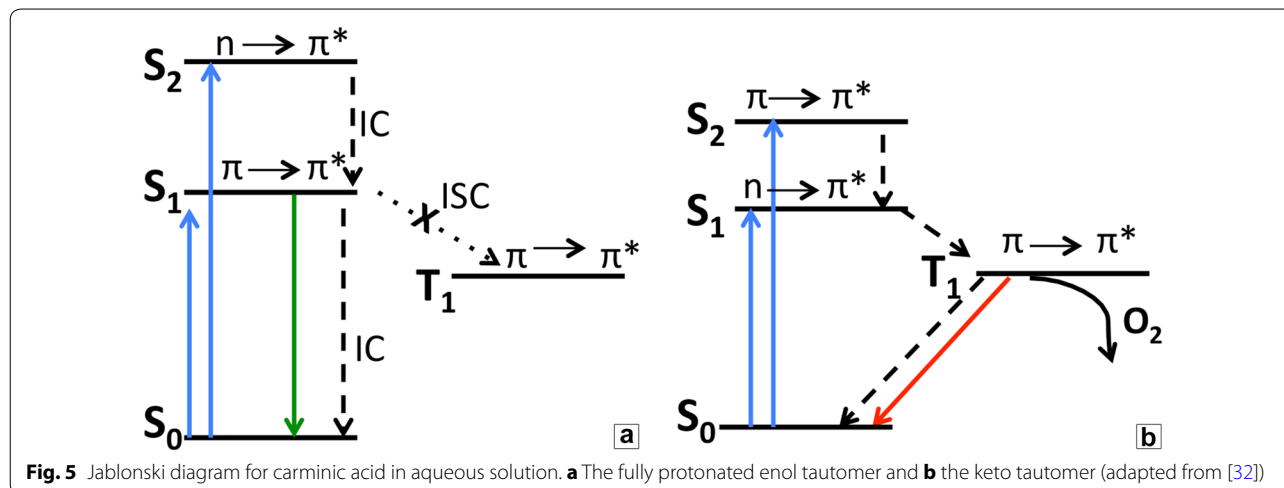 n → π*
S₂
IC
π → π*
S₁
ISC
π → π*
T₁
IC
S₀
a
π → π*
S₂
n → π*
S₁
π → π*
T₁
O₂
S₀
b
Fig. 5 Jablonski diagram for carminic acid in aqueous solution. a The fully protonated enol tautomer and b the keto tautomer (adapted from [32])